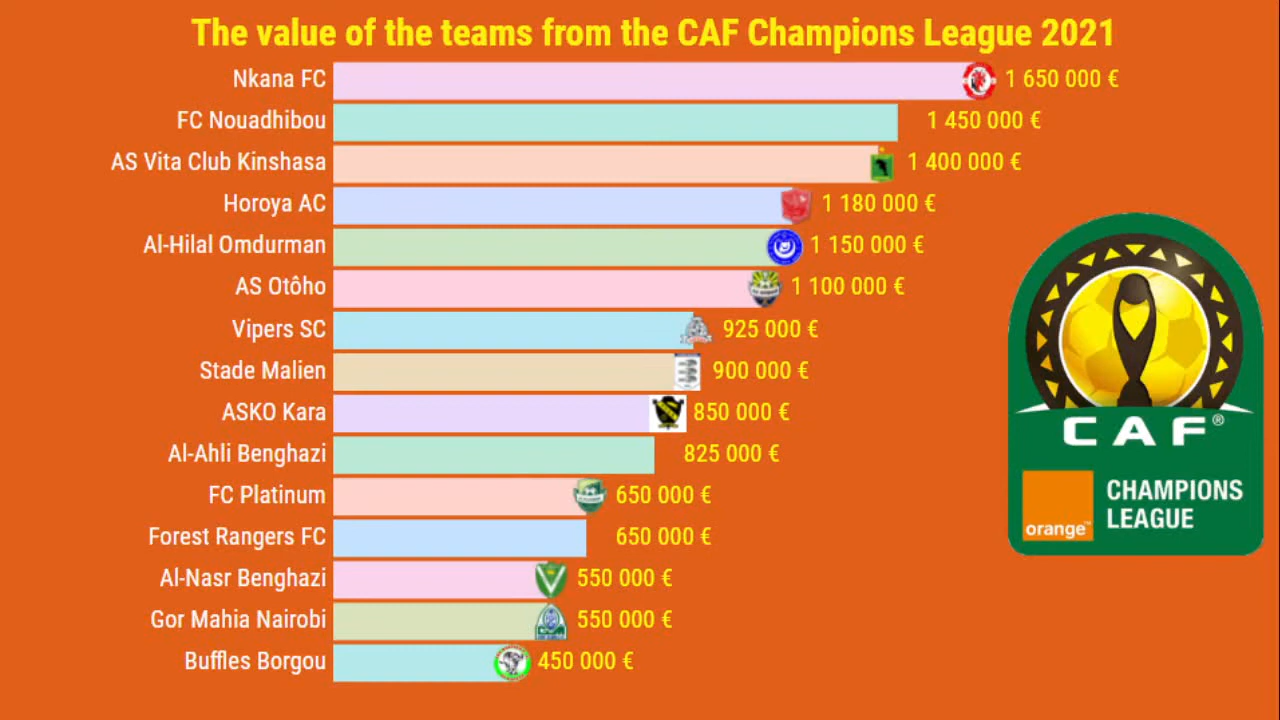 The value of the teams from the CAF Champions League 2021
Nkana FC 1 650 000 €
FC Nouadhibou 1 450 000 €
AS Vita Club Kinshasa 1 400 000 €
Horoya AC 1 180 000 €
Al-Hilal Omdurman 1 150 000 €
AS Otôho 1 100 000 €
Vipers SC 925 000 €
Stade Malien 900 000 €
ASKO Kara 850 000 €
Al-Ahli Benghazi 825 000 €
FC Platinum 650 000 €
Forest Rangers FC 650 000 €
Al-Nasr Benghazi 550 000 €
Gor Mahia Nairobi 550 000 €
Buffles Borgou 450 000 €
CAF®
orange™
CHAMPIONS
LEAGUE